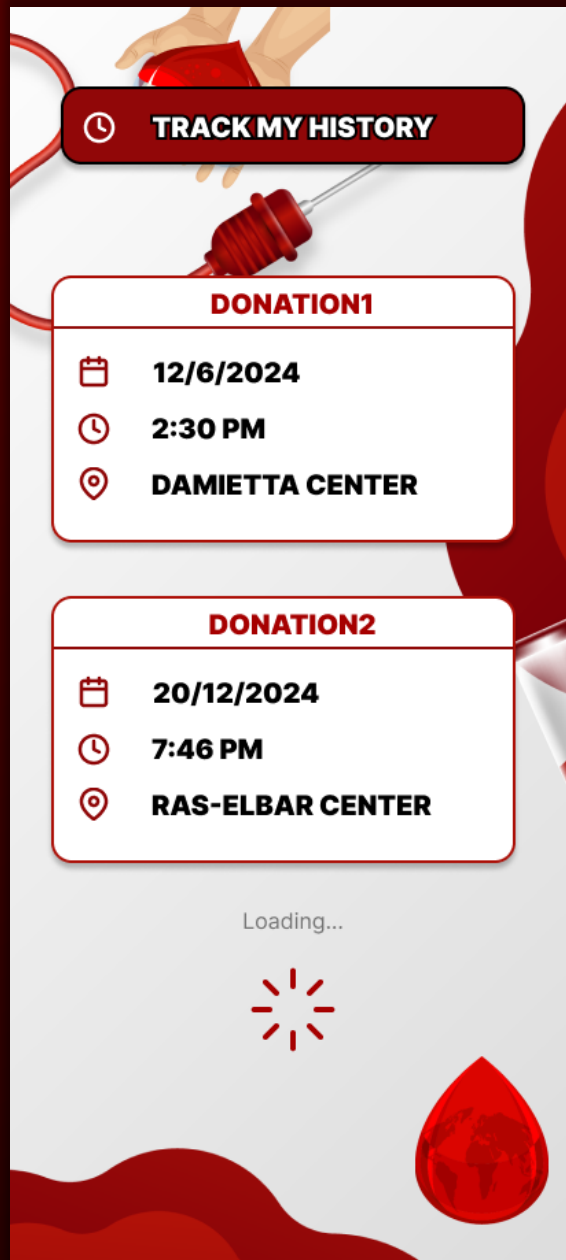 TRACK MY HISTORY
DONATION1
12/6/2024
2:30 PM
DAMIETTA CENTER
DONATION2
20/12/2024
7:46 PM
RAS-ELBAR CENTER
Loading...